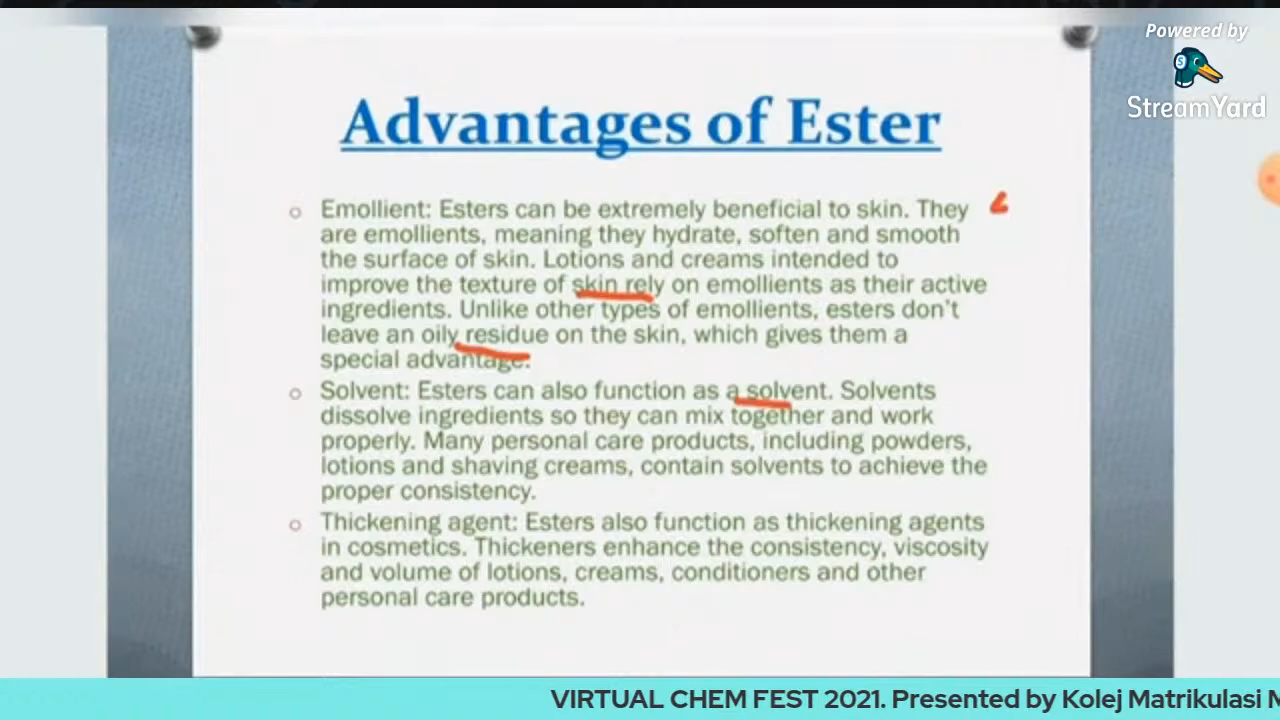 Powered by
StreamYard
Advantages of Ester
Emollient: Esters can be extremely beneficial to skin. They
are emollients, meaning they hydrate, soften and smooth
the surface of skin. Lotions and creams intended to
improve the texture of skin rely on emollients as their active
ingredients. Unlike other types of emollients, esters don't
leave an oily residue on the skin, which gives them a
special advantage.
Solvent: Esters can also function as a solvent. Solvents
dissolve ingredients so they can mix together and work
properly. Many personal care products, including powders,
lotions and shaving creams, contain solvents to achieve the
proper consistency.
Thickening agent: Esters also function as thickening agents
in cosmetics. Thickeners enhance the consistency, viscosity
and volume of lotions, creams, conditioners and other
personal care products.
VIRTUAL CHEM FEST 2021. Presented by Kolej Matrikulasi M